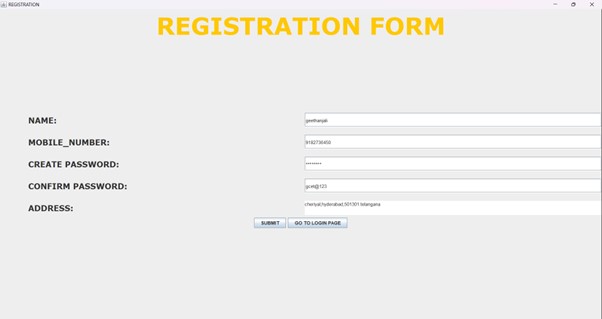 REGISTRATION
REGISTRATION FORM
NAME: geethanjali
MOBILE_NUMBER: 9182736450
CREATE PASSWORD: ********
CONFIRM PASSWORD: gcet@123
ADDRESS: cheriyal,hyderabad,501301 telangana
SUBMIT GO TO LOGIN PAGE